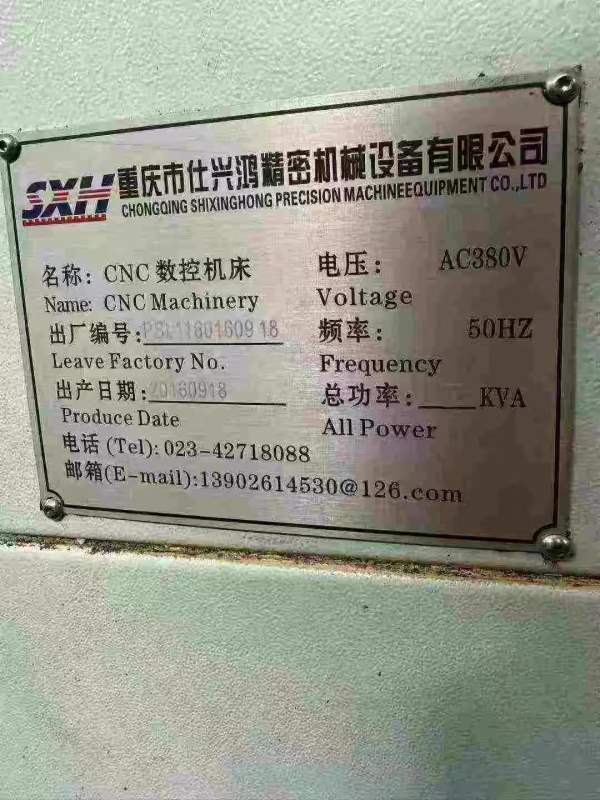 SXH 重庆市仕兴鸿精密机械设备有限公司
CHONGQING SHIXINGHONG PRECISION MACHINEEQUIPMENT CO.,LTD
名称: CNC 数控机床
Name: CNC Machinery
出厂编号:
Leave Factory No.
出产日期: 20160918
Produce Date
电压: AC380V
Voltage
频率: 50HZ
Frequency
总功率:____KVA
All Power
电话 (Tel): 023-42718088
邮箱(E-mail):13902614530@126.com